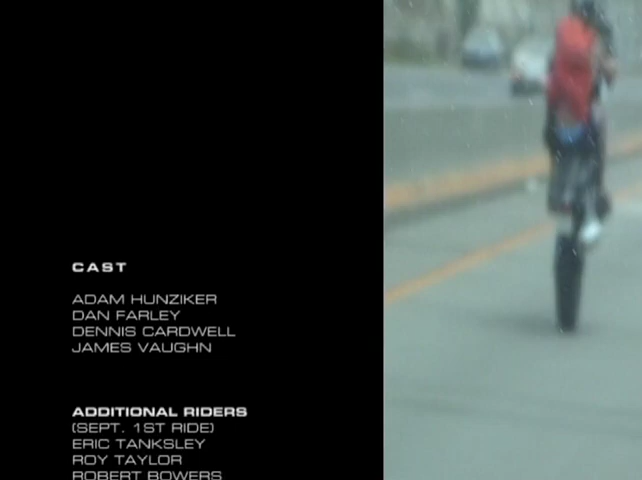 CAST
ADAM HUNZIKER
DAN FARLEY
DENNIS CARDWELL
JAMES VAUGHN
ADDITIONAL RIDERS
(SEPT. 1ST RIDE)
ERIC TANKSLEY
ROY TAYLOR
ROBERT BOWERS